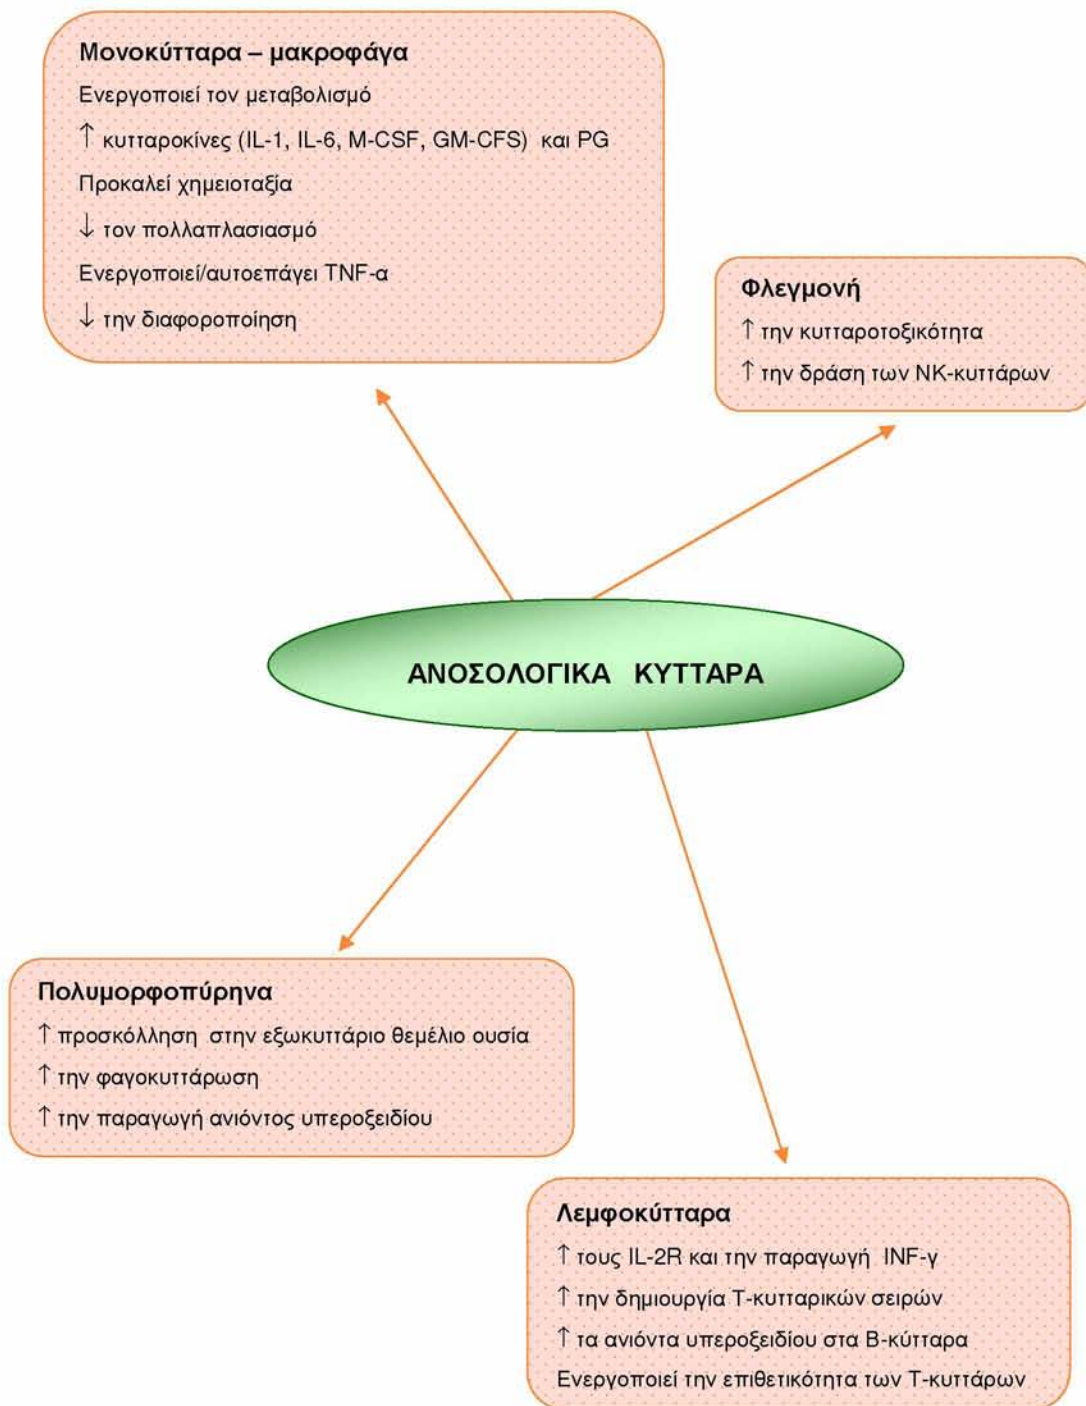 Μονοκύτταρα – μακροφάγα
Ενεργοποιεί τον μεταβολισμό
↑ κυτταροκίνες (IL-1, IL-6, M-CSF, GM-CFS) και PG
Προκαλεί χημειοταξία
↓ τον πολλαπλασιασμό
Ενεργοποιεί/αυτοεπάγει TNF-α
↓ την διαφοροποίηση
Φλεγμονή
↑ την κυτταροτοξικότητα
↑ την δράση των NK-κυττάρων
ΑΝΟΣΟΛΟΓΙΚΑ ΚΥΤΤΑΡΑ
Πολυμορφοπύρηνα
↑ προσκόλληση στην εξωκυττάριο θεμέλιο ουσία
↑ την φαγοκυττάρωση
↑ την παραγωγή ανιόντος υπεροξειδίου
Λεμφοκύτταρα
↑ τους IL-2R και την παραγωγή INF-γ
↑ την δημιουργία Τ-κυτταρικών σειρών
↑ τα ανιόντα υπεροξειδίου στα Β-κύτταρα
Ενεργοποιεί την επιθετικότητα των Τ-κυττάρων